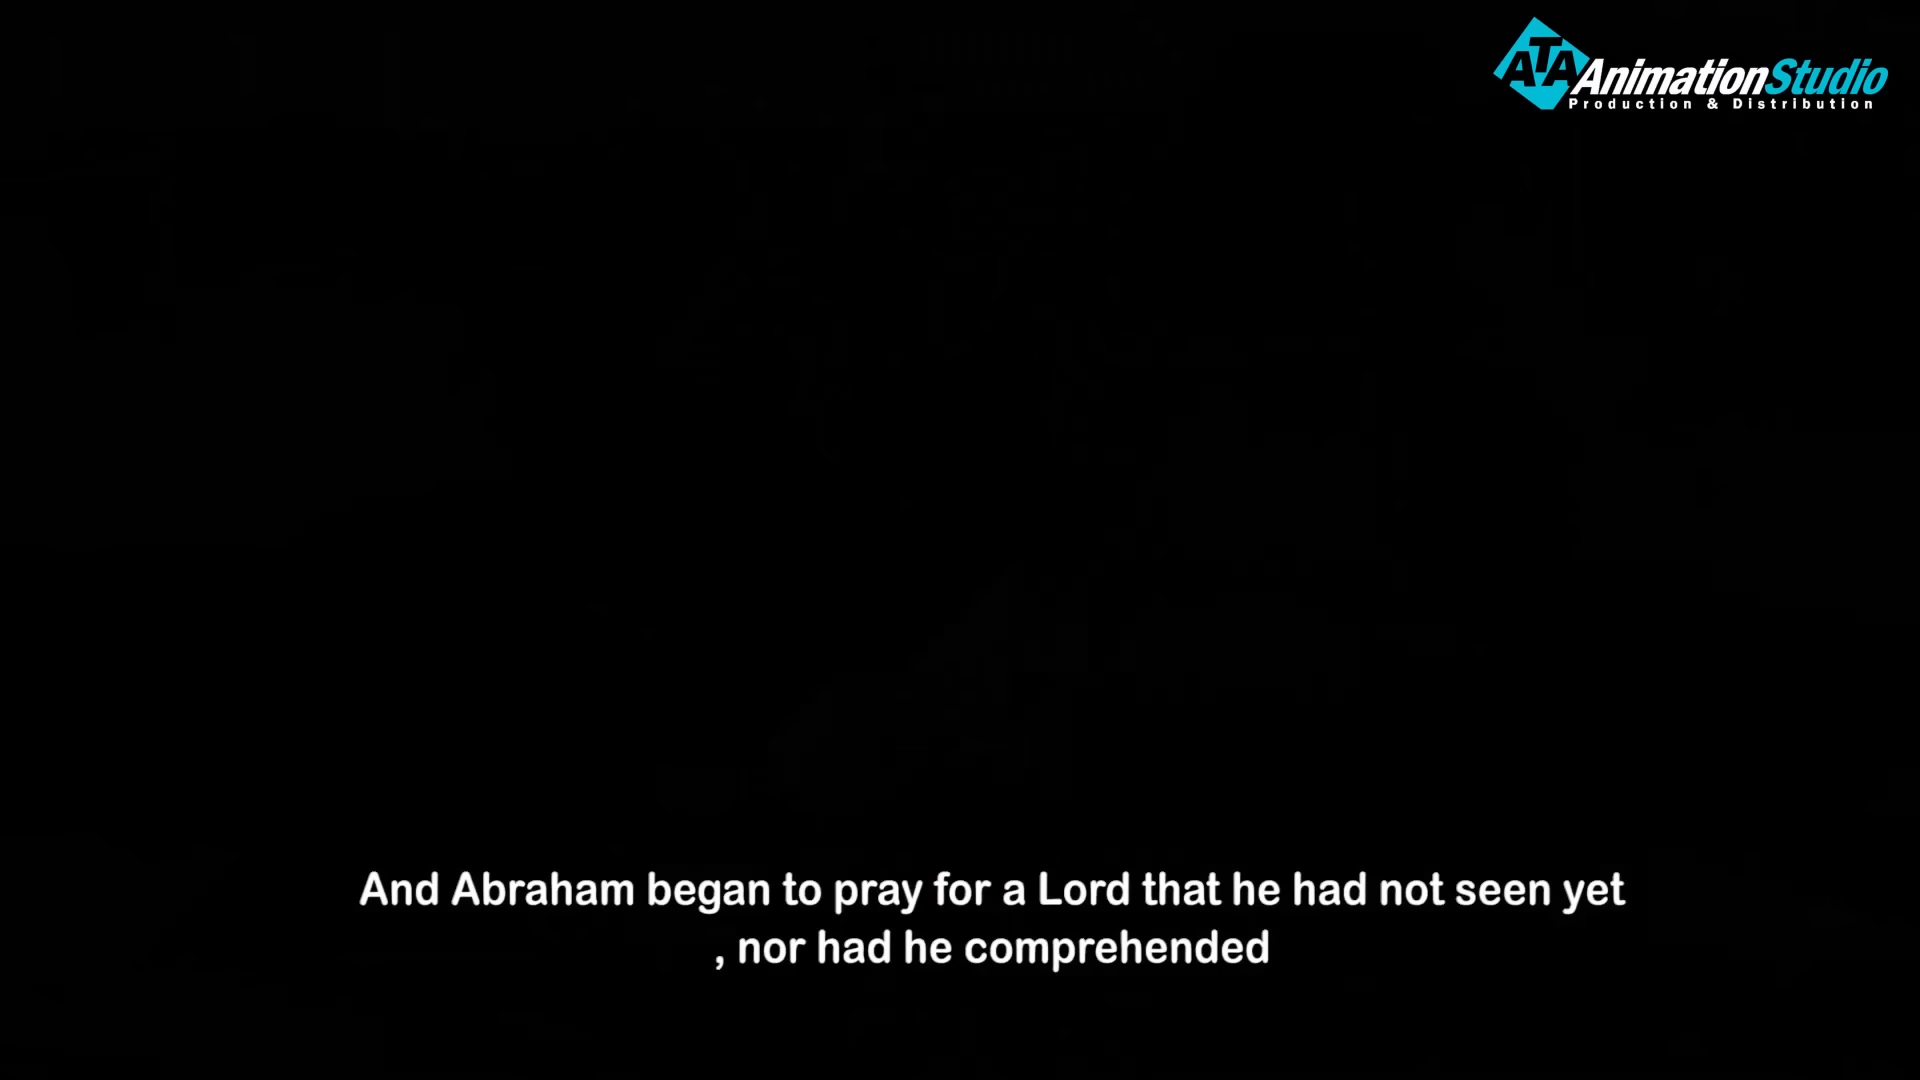 ATA AnimationStudio
Production & Distribution
And Abraham began to pray for a Lord that he had not seen yet
, nor had he comprehended